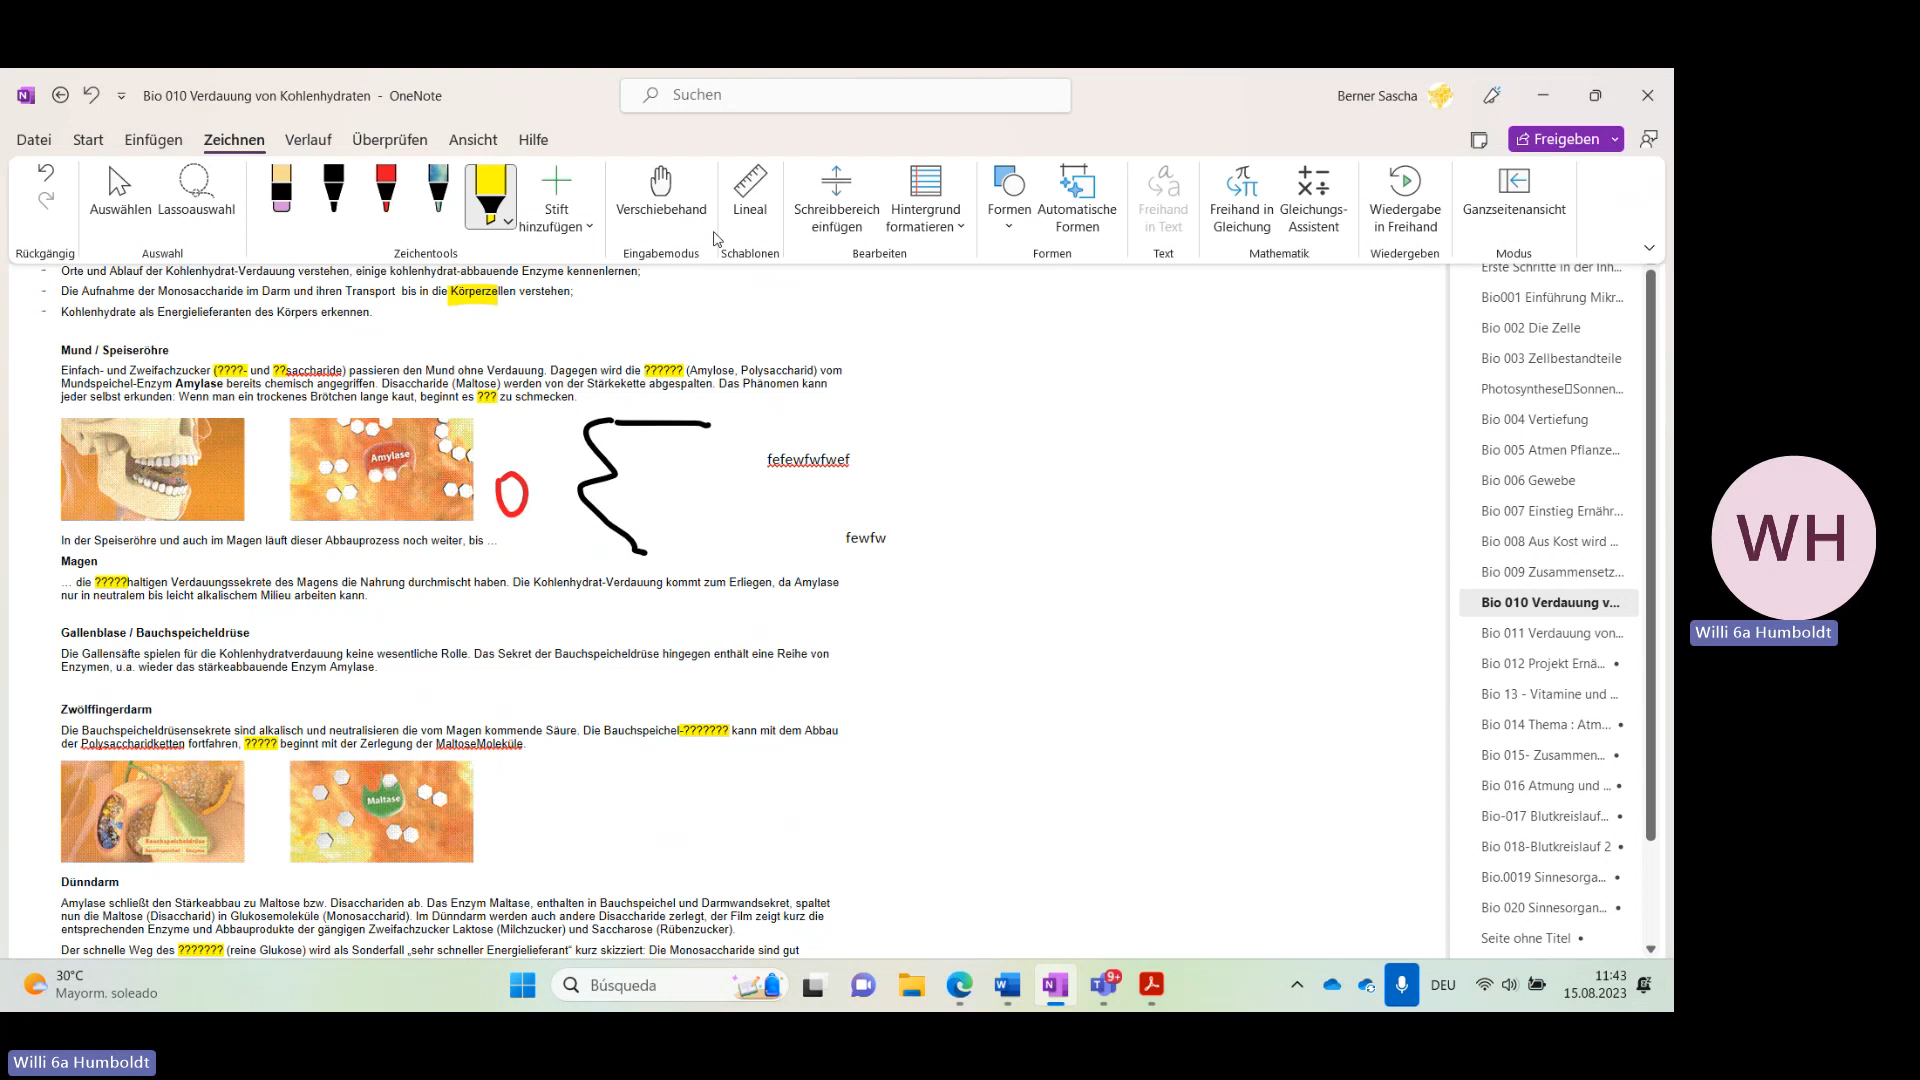 Bio 010 Verdauung von Kohlenhydraten - OneNote
Suchen
Berner Sascha
Datei Start Einfügen Zeichnen Verlauf Überprüfen Ansicht Hilfe
Freigeben
Auswählen Lassoauswahl
Stift hinzufügen
Verschiebehand
Lineal
Schreibbereich einfügen
Hintergrund formatieren
Formen
Automatische Formen
Freihand in Text
Freihand in Gleichung
Gleichungs-Assistent
Wiedergabe in Freihand
Ganzseitenansicht
Rückgängig Auswahl Zeichentools Eingabemodus Schablonen Bearbeiten Formen Text Mathematik Wiedergeben Modus
- Orte und Ablauf der Kohlenhydrat-Verdauung verstehen, einige kohlenhydrat-abbauende Enzyme kennenlernen;
- Die Aufnahme der Monosaccharide im Darm und ihren Transport bis in die Körperzellen verstehen;
- Kohlenhydrate als Energielieferanten des Körpers erkennen.
Mund / Speiseröhre
Einfach- und Zweifachzucker (????- und ??saccharide) passieren den Mund ohne Verdauung. Dagegen wird die ?????? (Amylose, Polysaccharid) vom
Mundspeichel-Enzym Amylase bereits chemisch angegriffen. Disaccharide (Maltose) werden von der Stärkekette abgespalten. Das Phänomen kann
jeder selbst erkunden: Wenn man ein trockenes Brötchen lange kaut, beginnt es ??? zu schmecken.
Amylase
fefewfwfwef
fewfw
In der Speiseröhre und auch im Magen läuft dieser Abbauprozess noch weiter, bis ...
Magen
... die ?????haltigen Verdauungssekrete des Magens die Nahrung durchmischt haben. Die Kohlenhydrat-Verdauung kommt zum Erliegen, da Amylase
nur in neutralem bis leicht alkalischem Milieu arbeiten kann.
Gallenblase / Bauchspeicheldrüse
Die Gallensäfte spielen für die Kohlenhydratverdauung keine wesentliche Rolle. Das Sekret der Bauchspeicheldrüse hingegen enthält eine Reihe von
Enzymen, u.a. wieder das stärkeabbauende Enzym Amylase.
Zwölffingerdarm
Die Bauchspeicheldrüsensekrete sind alkalisch und neutralisieren die vom Magen kommende Säure. Die Bauchspeichel-??????? kann mit dem Abbau
der Polysaccharidketten fortfahren, ????? beginnt mit der Zerlegung der MaltoseMoleküle.
Bauchspeicheldrüse
Maltase
Dünndarm
Amylase schließt den Stärkeabbau zu Maltose bzw. Disacchariden ab. Das Enzym Maltase, enthalten in Bauchspeichel und Darmwandsekret, spaltet
nun die Maltose (Disaccharid) in Glukosemoleküle (Monosaccharid). Im Dünndarm werden auch andere Disaccharide zerlegt, der Film zeigt kurz die
entsprechenden Enzyme und Abbauprodukte der gängigen Zweifachzucker Laktose (Milchzucker) und Saccharose (Rübenzucker).
Der schnelle Weg des ??????? (reine Glukose) wird als Sonderfall „sehr schneller Energielieferant“ kurz skizziert: Die Monosaccharide sind gut
Erste Schritte in der Inh...
Bio001 Einführung Mikr...
Bio 002 Die Zelle
Bio 003 Zellbestandteile
Photosynthese▯Sonnen...
Bio 004 Vertiefung
Bio 005 Atmen Pflanze...
Bio 006 Gewebe
Bio 007 Einstieg Ernähr...
Bio 008 Aus Kost wird ...
Bio 009 Zusammensetz...
Bio 010 Verdauung v...
Bio 011 Verdauung von...
Bio 012 Projekt Ernä...
Bio 13 - Vitamine und ...
Bio 014 Thema : Atm...
Bio 015- Zusammen...
Bio 016 Atmung und ...
Bio-017 Blutkreislauf...
Bio 018-Blutkreislauf 2
Bio.0019 Sinnesorga...
Bio 020 Sinnesorgan...
Seite ohne Titel
WH
Willi 6a Humboldt
30°C
Mayorm. soleado
Búsqueda
9+
DEU
11:43
15.08.2023
Willi 6a Humboldt